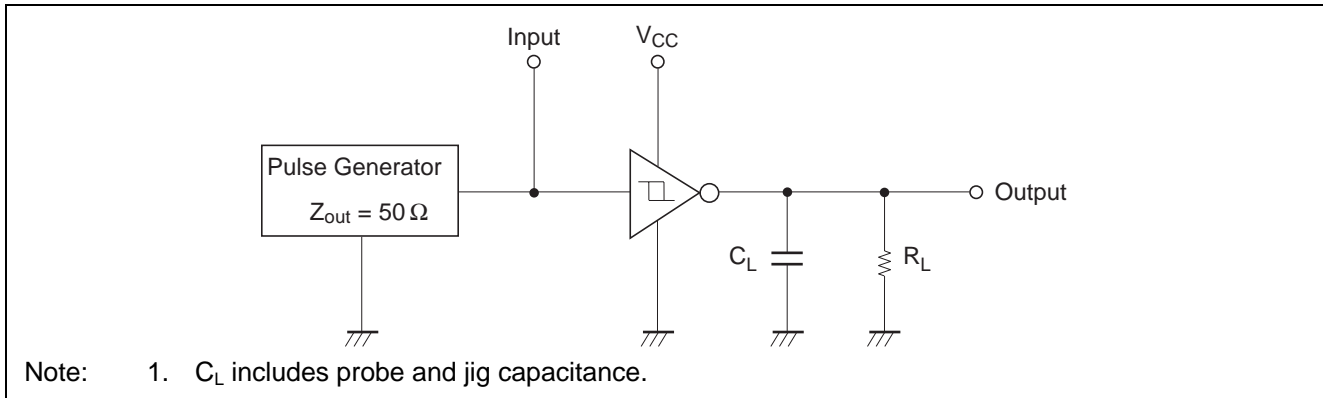 Input
VCC
Pulse Generator
Zout = 50 Ω
Output
CL
RL
Note: 1. CL includes probe and jig capacitance.